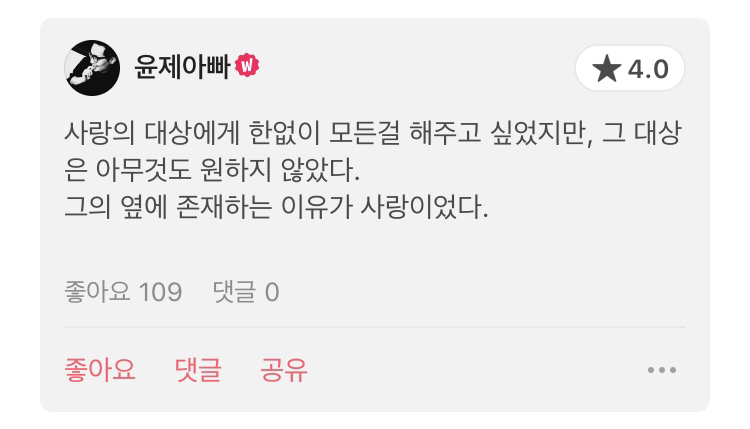 윤제아빠 W
★ 4.0
사랑의 대상에게 한없이 모든걸 해주고 싶었지만, 그 대상
은 아무것도 원하지 않았다.
그의 옆에 존재하는 이유가 사랑이었다.
좋아요 109 댓글 0
좋아요 댓글 공유